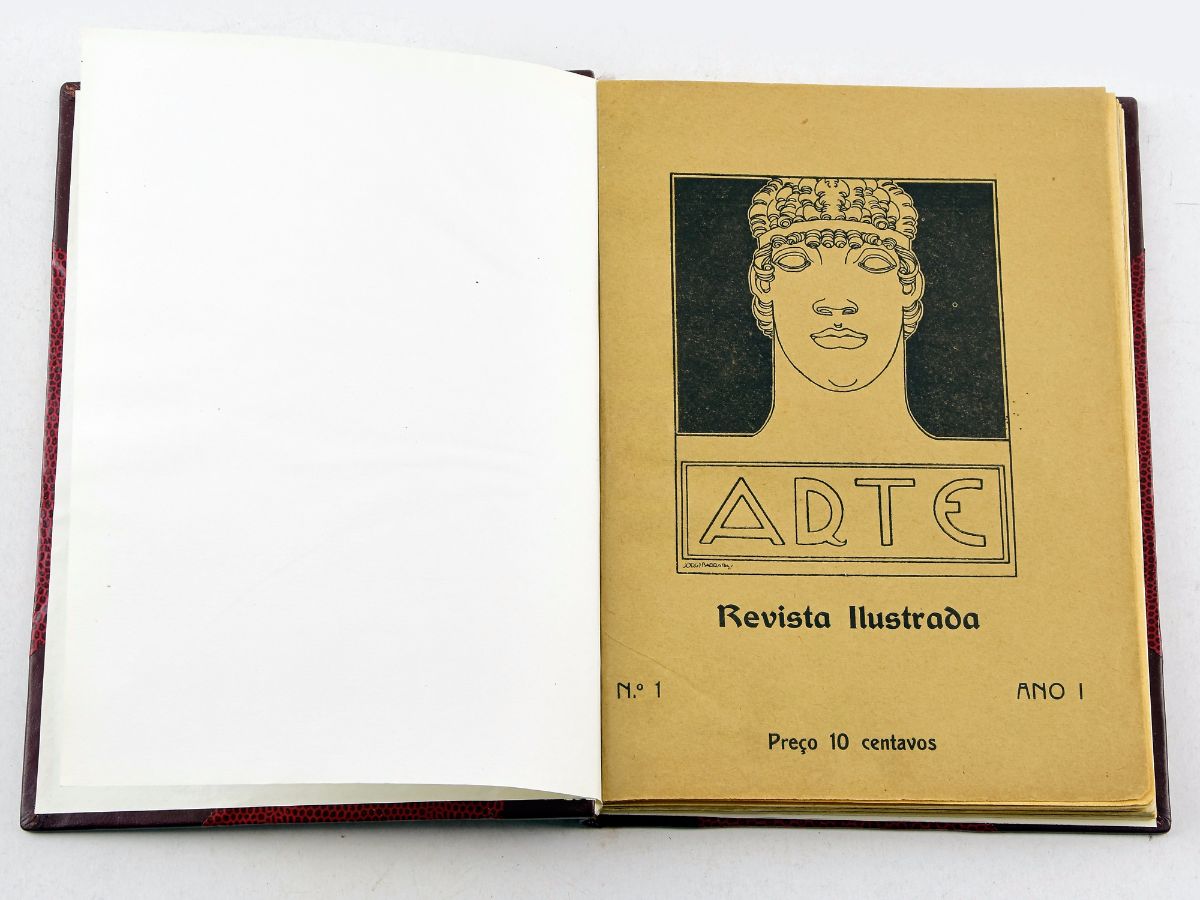 ARTE
Revista Ilustrada
N.º 1 ANO I
Preço 10 centavos